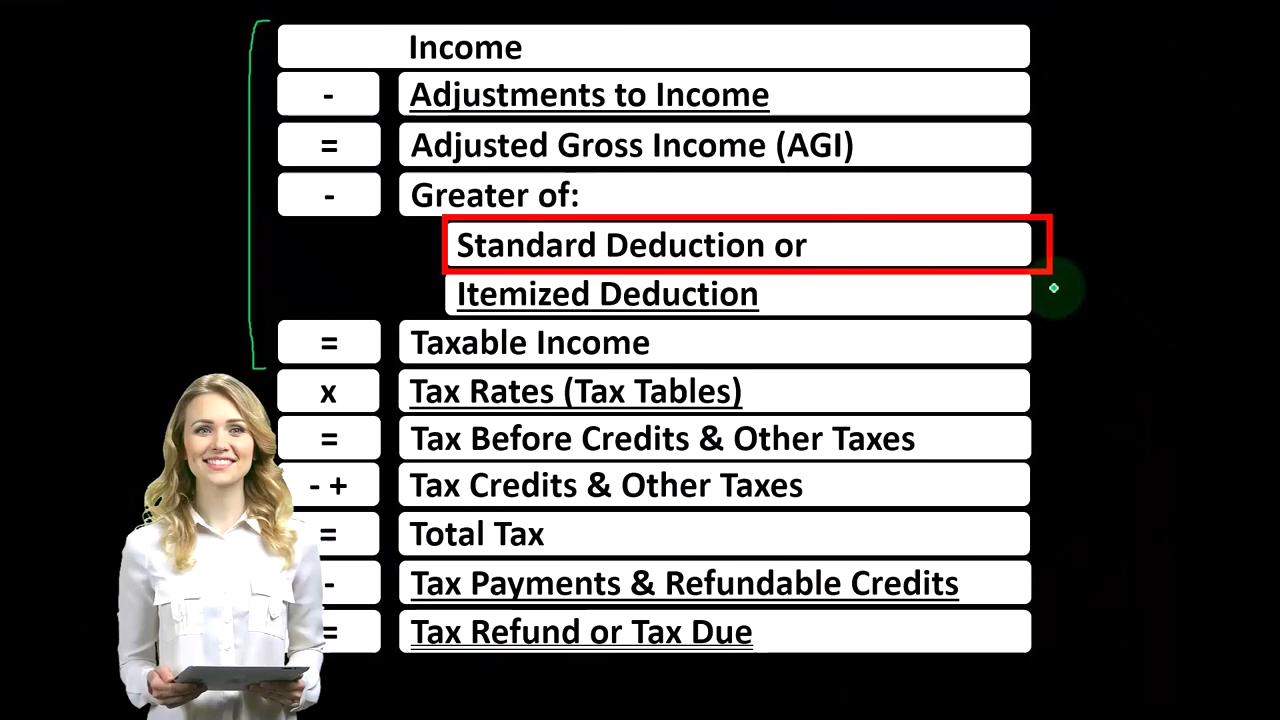 Income
- Adjustments to Income
= Adjusted Gross Income (AGI)
- Greater of:
Standard Deduction or
Itemized Deduction
= Taxable Income
x Tax Rates (Tax Tables)
= Tax Before Credits & Other Taxes
- + Tax Credits & Other Taxes
= Total Tax
- Tax Payments & Refundable Credits
= Tax Refund or Tax Due